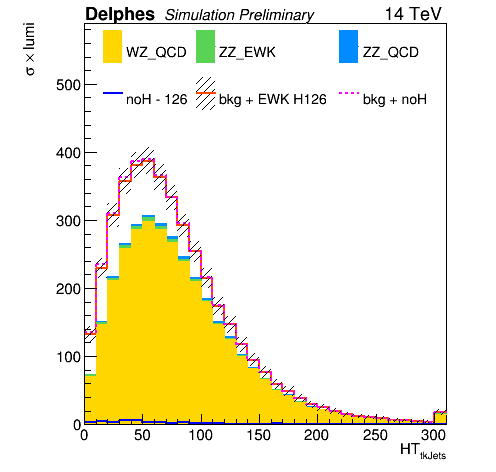 Delphes Simulation Preliminary 14 TeV
σ × lumi
WZ_QCD ZZ_EWK ZZ_QCD
noH - 126 bkg + EWK H126 bkg + noH
500
400
300
200
100
0
0 50 100 150 200 250 300
HT tkJets